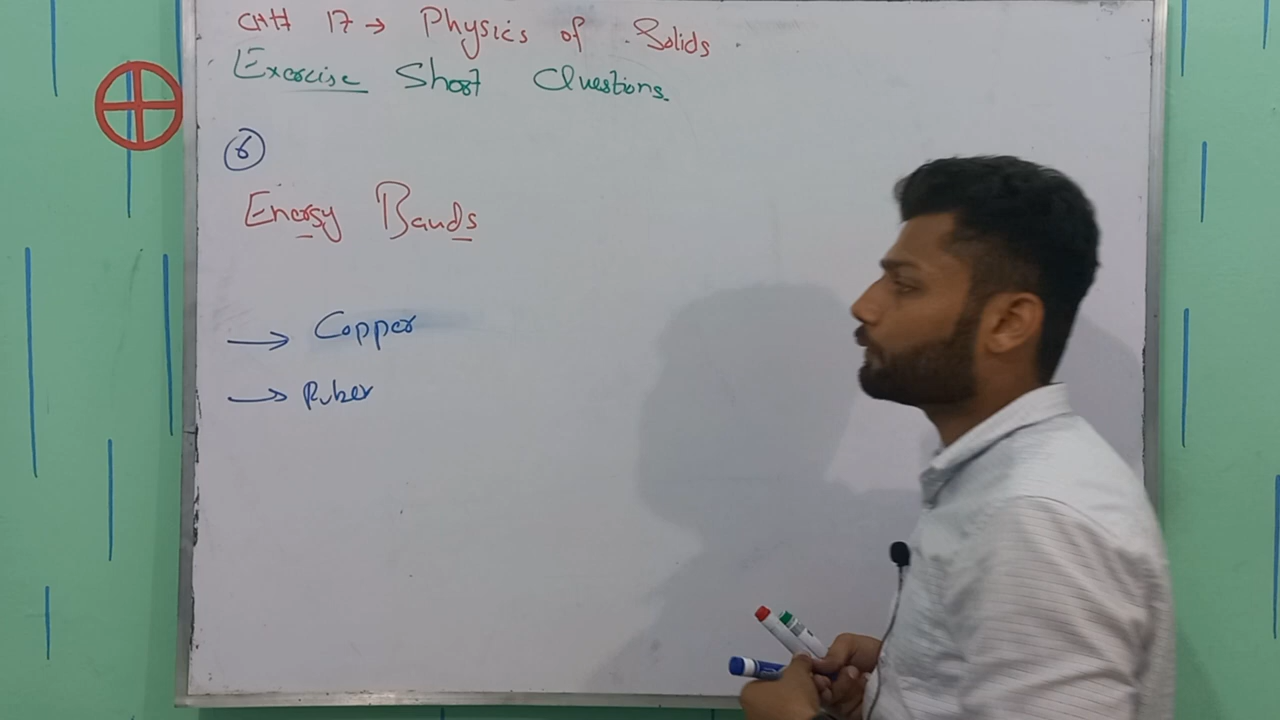 CH# 17 → Physics of Solids
Exercise Short Questions.
6
Energy Bands
→ Copper
→ Ruber